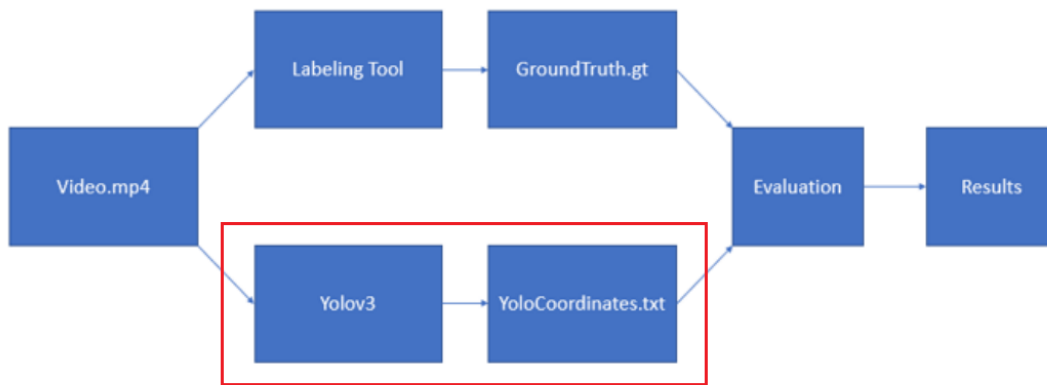 Labeling Tool
GroundTruth.gt
Video.mp4
Evaluation
Results
Yolov3
YoloCoordinates.txt